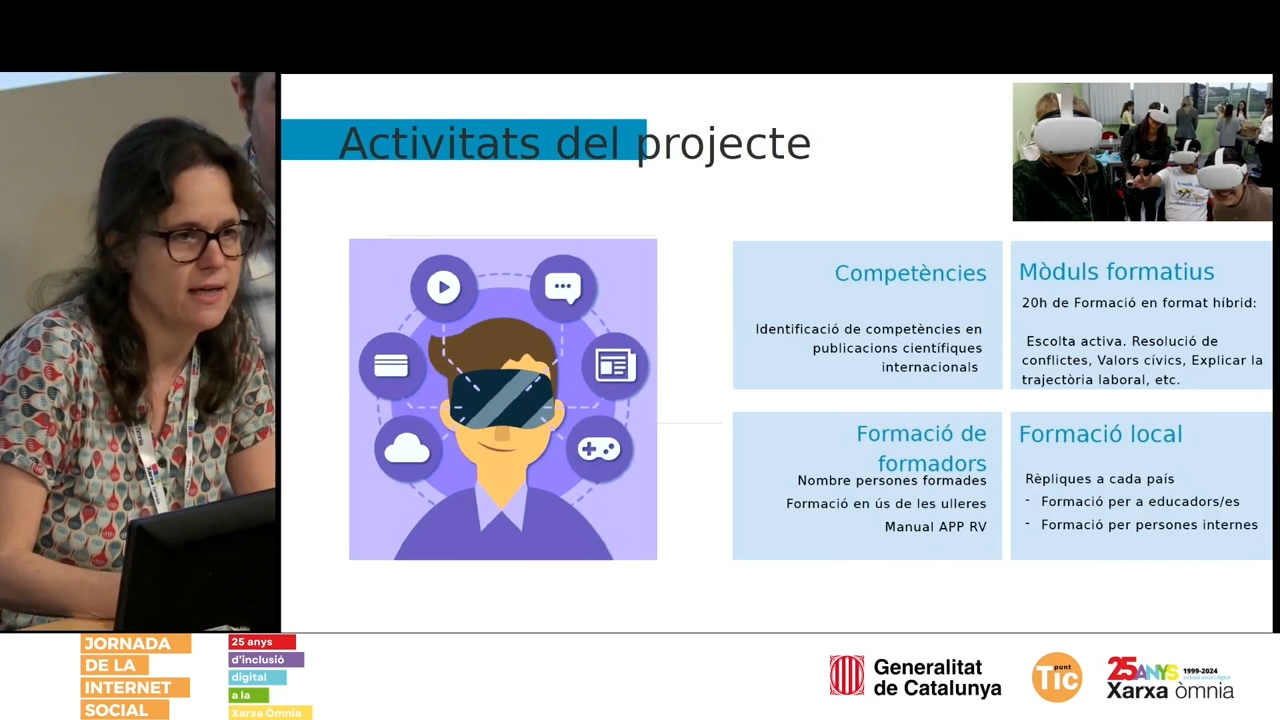 Activitats del projecte
Competències
Identificació de competències en
publicacions científiques
internacionals
Mòduls formatius
20h de Formació en format híbrid:
Escolta activa. Resolució de
conflictes, Valors cívics, Explicar la
trajectòria laboral, etc.
Formació de
formadors
Nombre persones formades
Formació en ús de les ulleres
Manual APP RV
Formació local
Rèpliques a cada país
- Formació per a educadors/es
- Formació per persones internes
JORNADA
DE LA
INTERNET
SOCIAL
25 anys
d'inclusió
digital
a la
Xarxa Òmnia
Generalitat
de Catalunya
punt
Tic
25ANYS 1999-2024
Xarxa òmnia